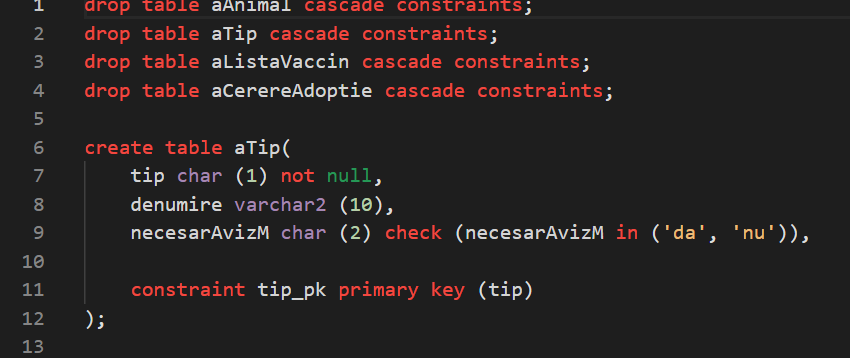 1 drop table aAnimal cascade constraints;
2 drop table aTip cascade constraints;
3 drop table aListaVaccin cascade constraints;
4 drop table aCerereAdoptie cascade constraints;
5
6 create table aTip(
7     tip char (1) not null,
8     denumire varchar2 (10),
9     necesarAvizM char (2) check (necesarAvizM in ('da', 'nu')),
10
11     constraint tip_pk primary key (tip)
12 );
13